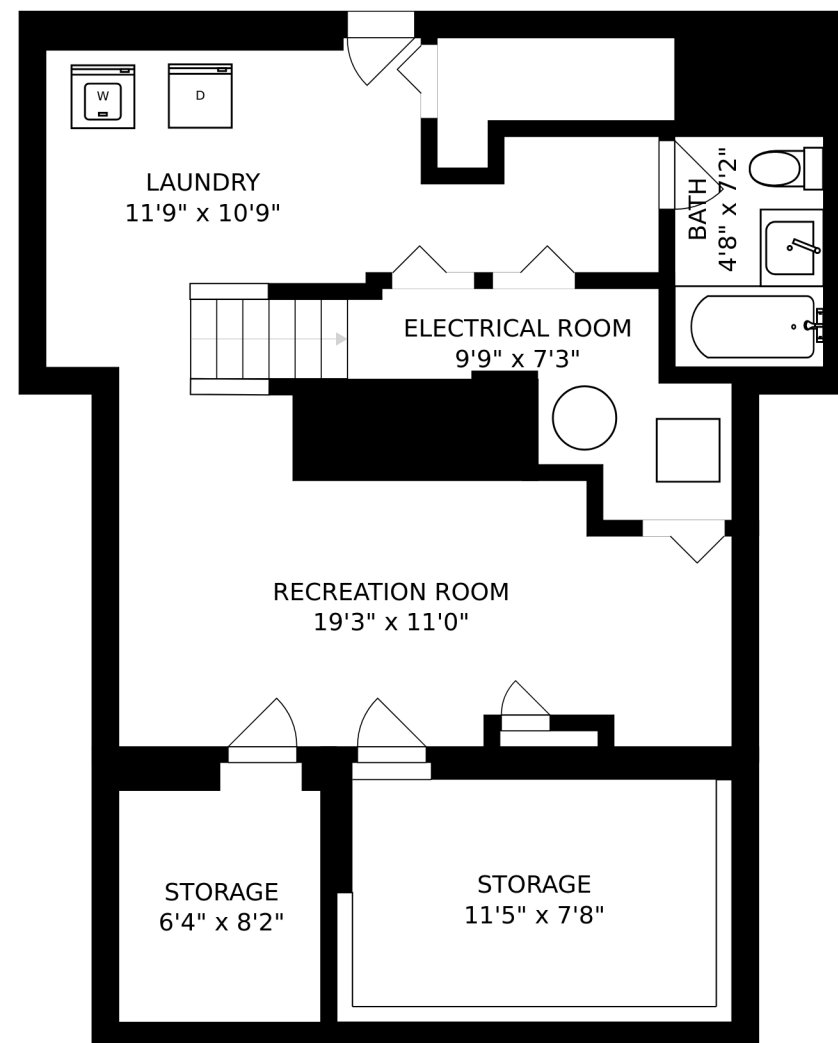 W
D
LAUNDRY
11'9" x 10'9"
BATH
4'8" x 7'2"
ELECTRICAL ROOM
9'9" x 7'3"
RECREATION ROOM
19'3" x 11'0"
STORAGE
6'4" x 8'2"
STORAGE
11'5" x 7'8"